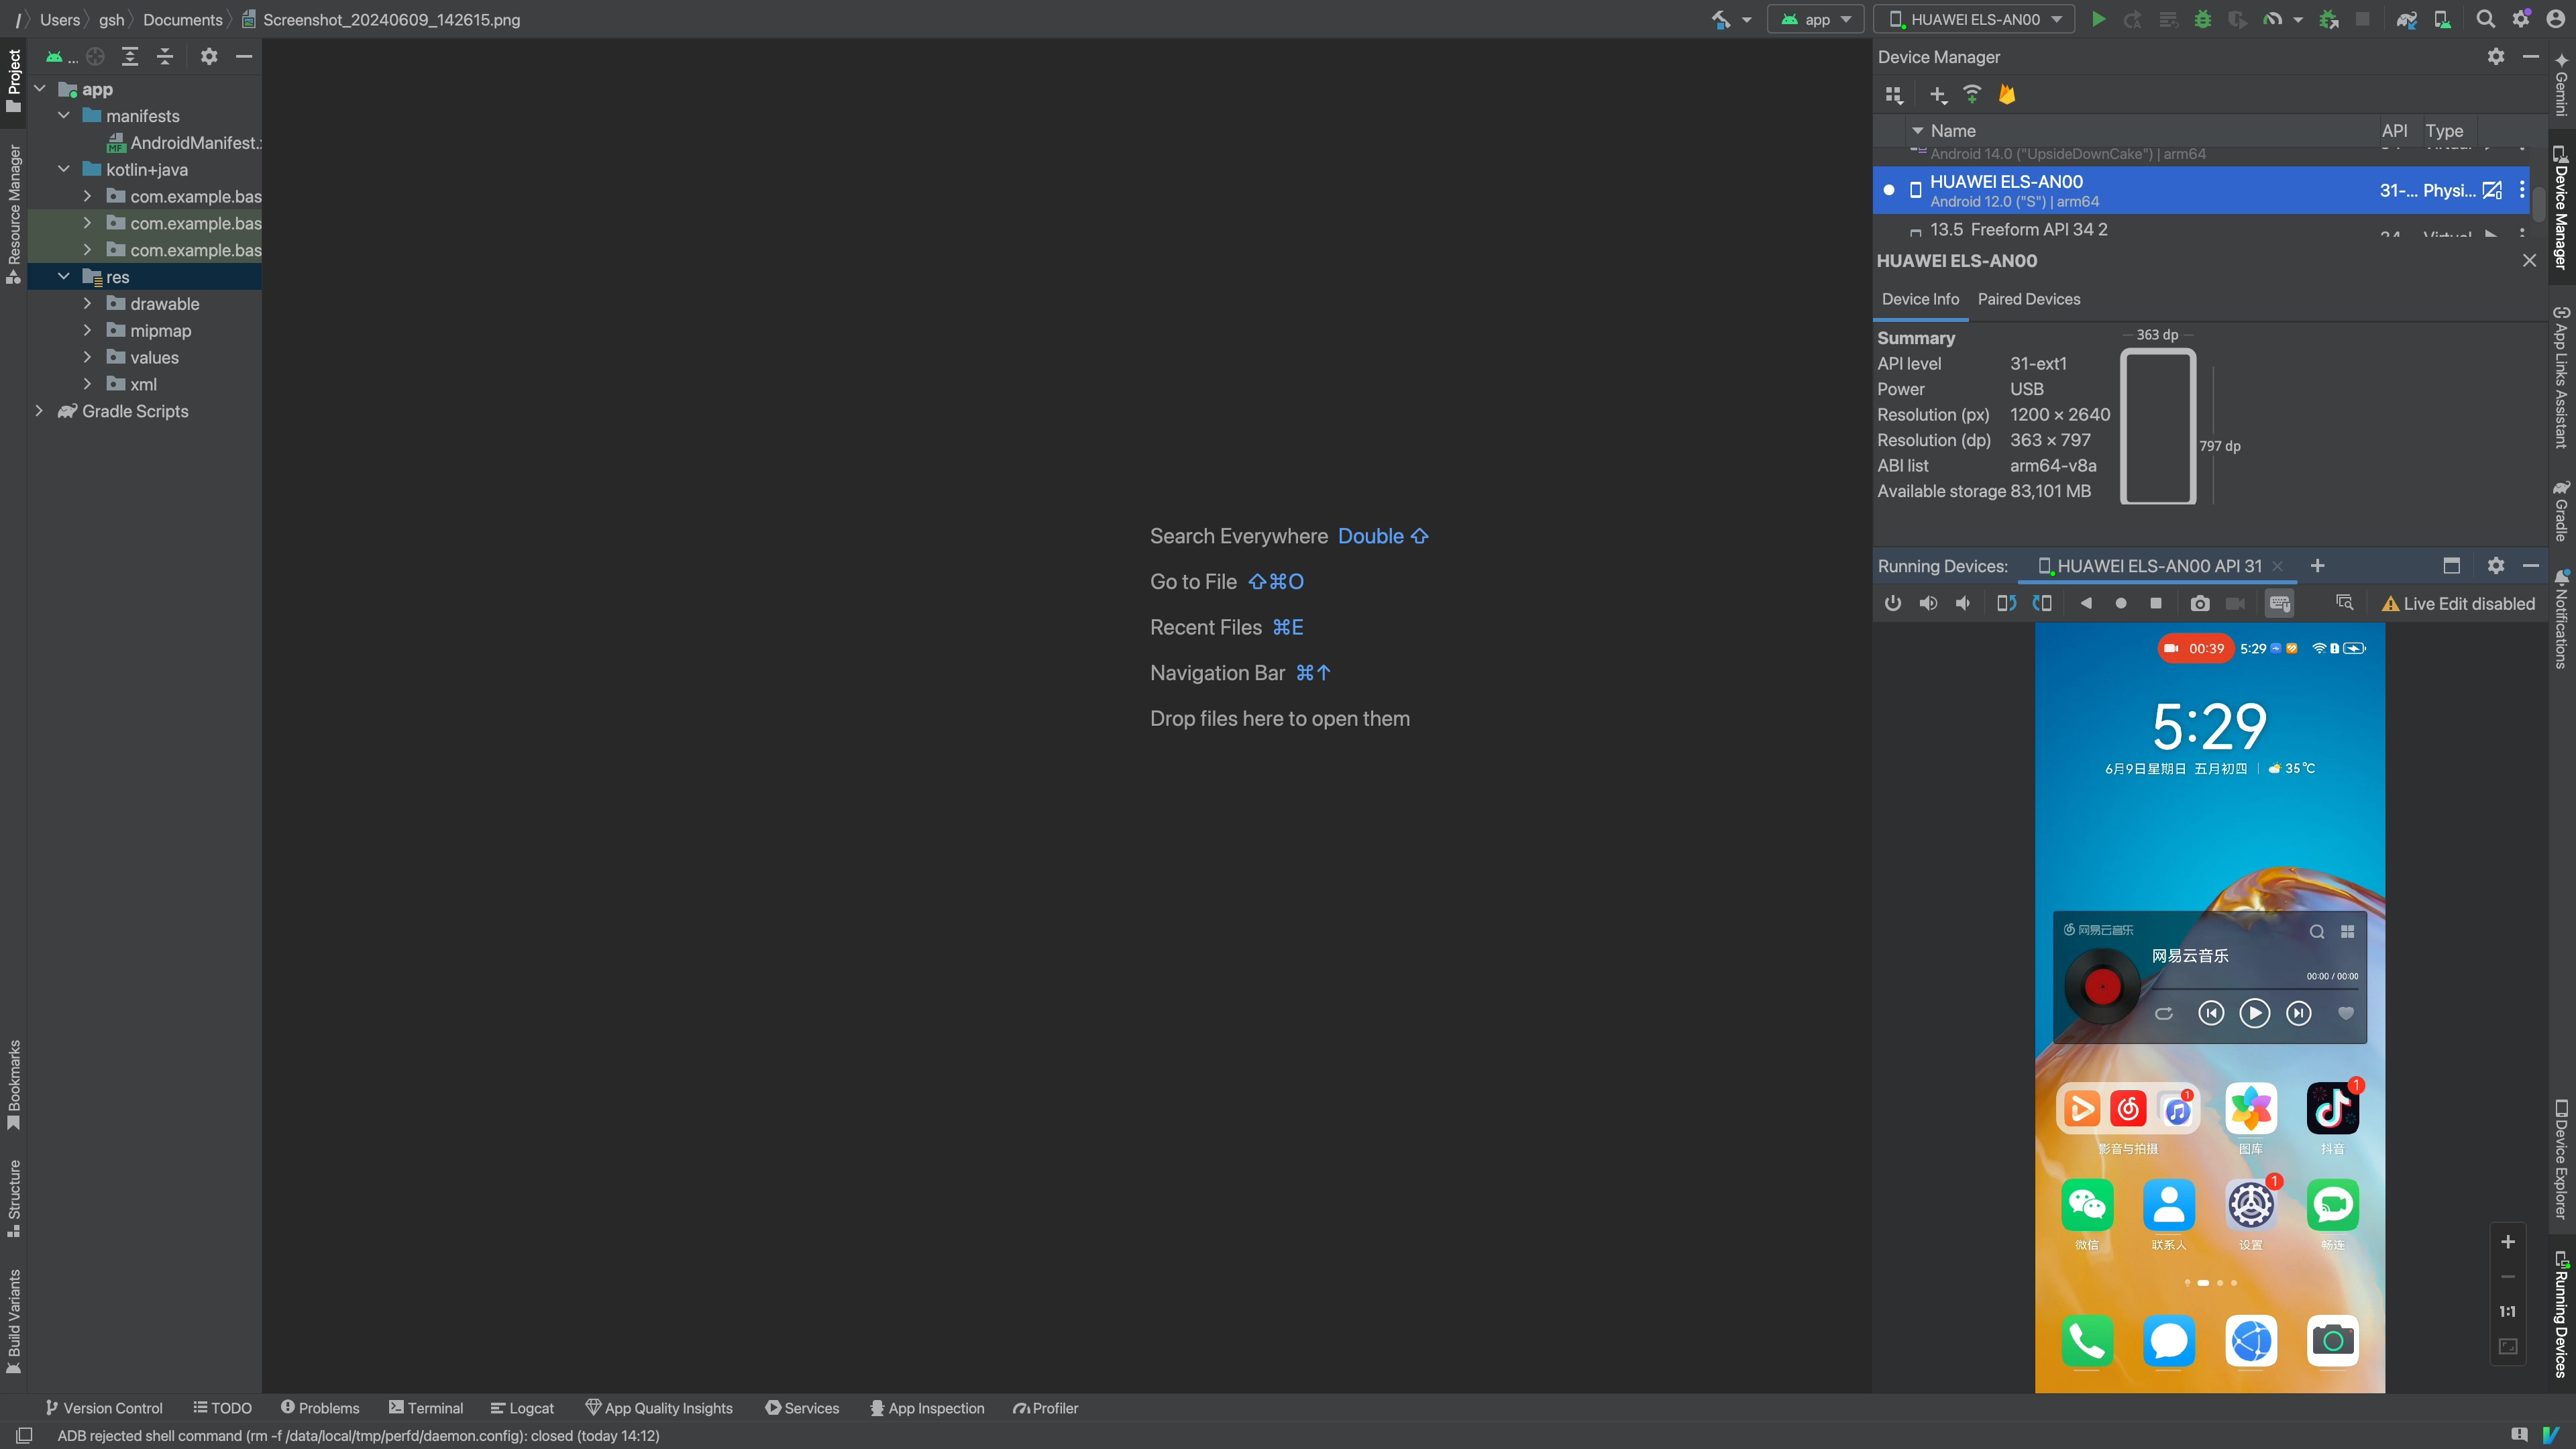 / Users gsh Documents Screenshot_20240609_142615.png
app HUAWEI ELS-AN00
Project
Resource Manager
Bookmarks
Structure
Build Variants
...
app
manifests
AndroidManifest.
kotlin+java
com.example.bas
com.example.bas
com.example.bas
res
drawable
mipmap
values
xml
Gradle Scripts
Search Everywhere Double ⇧
Go to File ⇧⌘O
Recent Files ⌘E
Navigation Bar ⌘↑
Drop files here to open them
Device Manager
Name API Type
Android 14.0 ("UpsideDownCake") | arm64
HUAWEI ELS-AN00 31-... Physi...
Android 12.0 ("S") | arm64
13.5 Freeform API 34 2 34 Virtual
HUAWEI ELS-AN00
Device Info Paired Devices
Summary
API level 31-ext1
Power USB
Resolution (px) 1200 × 2640
Resolution (dp) 363 × 797
ABI list arm64-v8a
Available storage 83,101 MB
363 dp
797 dp
Running Devices: HUAWEI ELS-AN00 API 31
Live Edit disabled
00:39 5:29
5:29
6月9日星期日 五月初四 | 35℃
网易云音乐
网易云音乐
00:00 / 00:00
1
1
影音与拍摄 图库 抖音
1
微信 联系人 设置 畅连
1:1
Gemini
Device Manager
App Links Assistant
Gradle
Notifications
Device Explorer
Running Devices
Version Control TODO Problems Terminal Logcat App Quality Insights Services App Inspection Profiler
ADB rejected shell command (rm -f /data/local/tmp/perfd/daemon.config): closed (today 14:12)